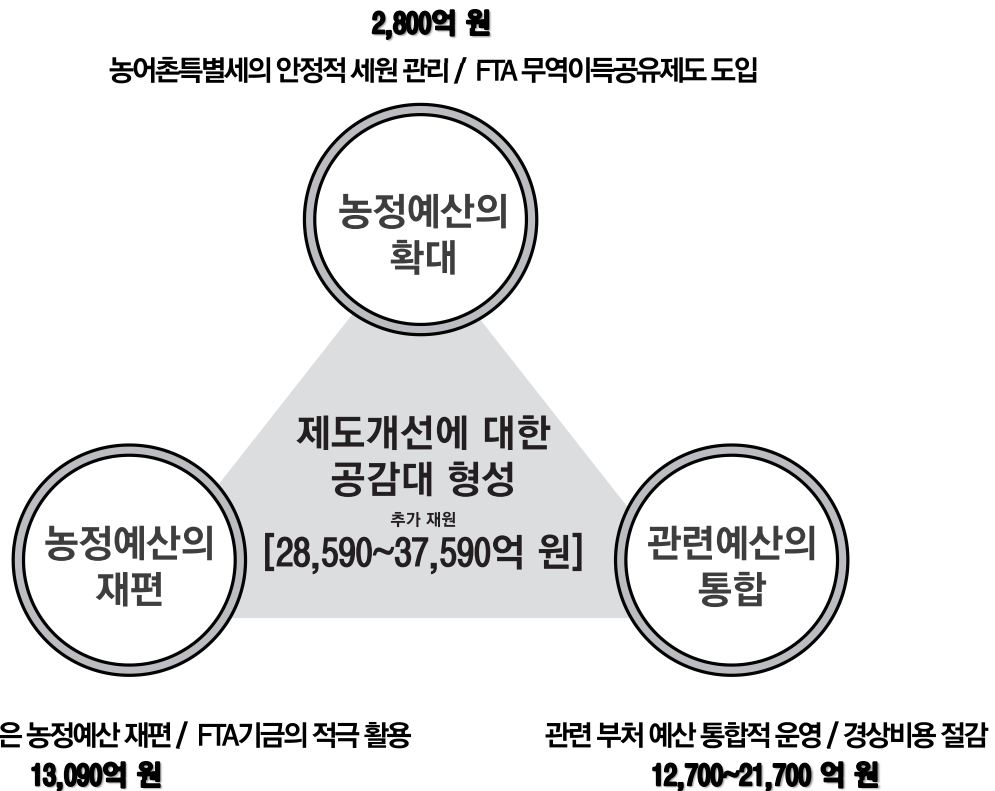 2,800억 원
농어촌특별세의 안정적 세원 관리 / FTA 무역이득공유제도 도입
농정예산의
확대
제도개선에 대한
공감대 형성
추가 재원
[28,590~37,590억 원]
농정예산의
재편
관련예산의
통합
은 농정예산 재편 / FTA기금의 적극 활용
13,090억 원
관련 부처 예산 통합적 운영 / 경상비용 절감
12,700~21,700 억 원